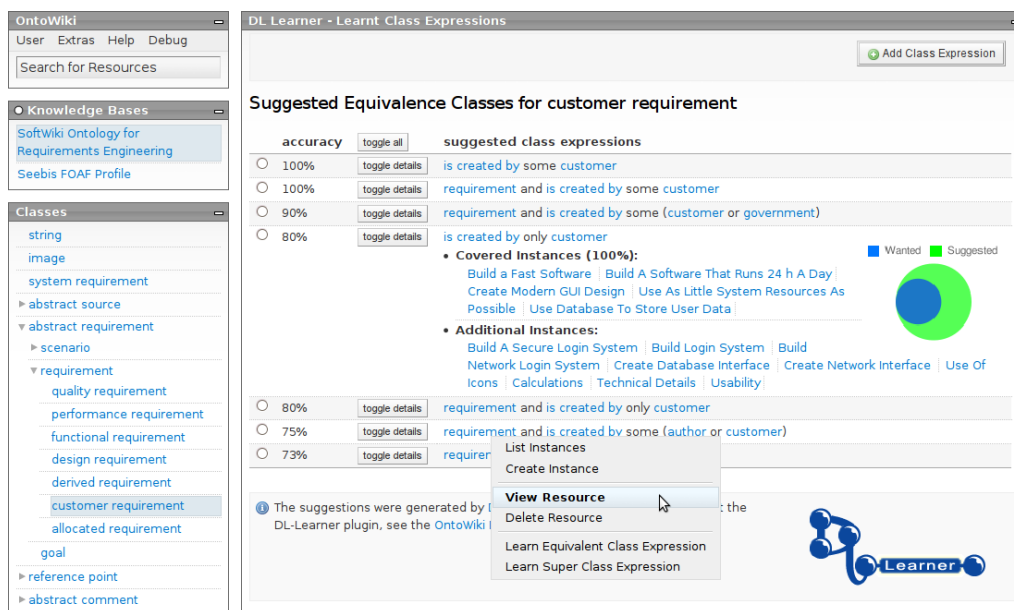 OntoWiki
User Extras Help Debug
Search for Resources
Knowledge Bases
SoftWiki Ontology for
Requirements Engineering
Seebis FOAF Profile
Classes
string
image
system requirement
abstract source
abstract requirement
scenario
requirement
quality requirement
performance requirement
functional requirement
design requirement
derived requirement
customer requirement
allocated requirement
goal
reference point
abstract comment
DL Learner - Learnt Class Expressions
Add Class Expression
Suggested Equivalence Classes for customer requirement
accuracy toggle all suggested class expressions
100% toggle details is created by some customer
100% toggle details requirement and is created by some customer
90% toggle details requirement and is created by some (customer or government)
80% toggle details is created by only customer
• Covered Instances (100%):
Build a Fast Software Build A Software That Runs 24 h A Day
Create Modern GUI Design Use As Little System Resources As
Possible Use Database To Store User Data
Wanted Suggested
• Additional Instances:
Build A Secure Login System Build Login System Build
Network Login System Create Database Interface Create Network Interface Use Of
Icons Calculations Technical Details Usability
80% toggle details requirement and is created by only customer
75% toggle details requirement and is created by some (author or customer)
73% toggle details
List Instances
Create Instance
View Resource
Delete Resource
Learn Equivalent Class Expression
Learn Super Class Expression
The suggestions were generated by the
DL-Learner plugin, see the OntoWiki
DL Learner